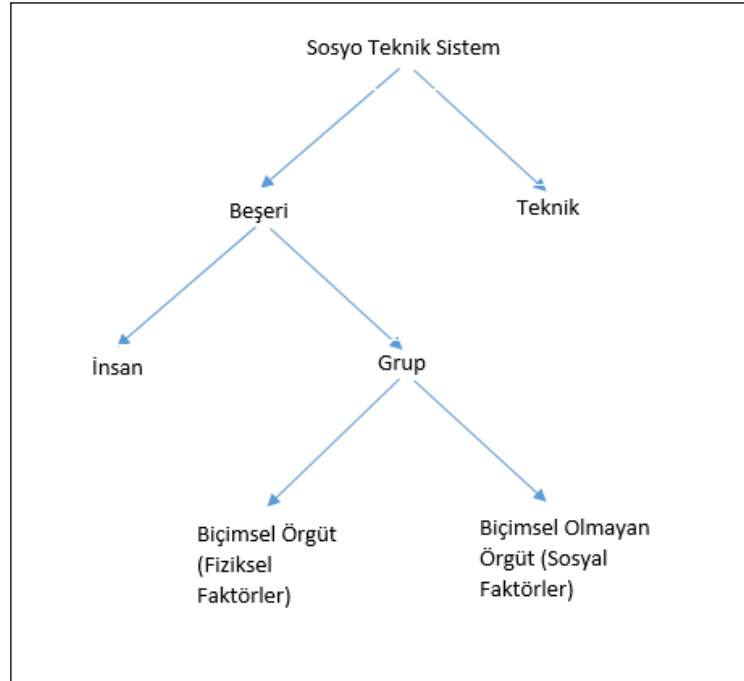 Sosyo Teknik Sistem
Beşeri
Teknik
İnsan
Grup
Biçimsel Örgüt
(Fiziksel
Faktörler)
Biçimsel Olmayan
Örgüt (Sosyal
Faktörler)